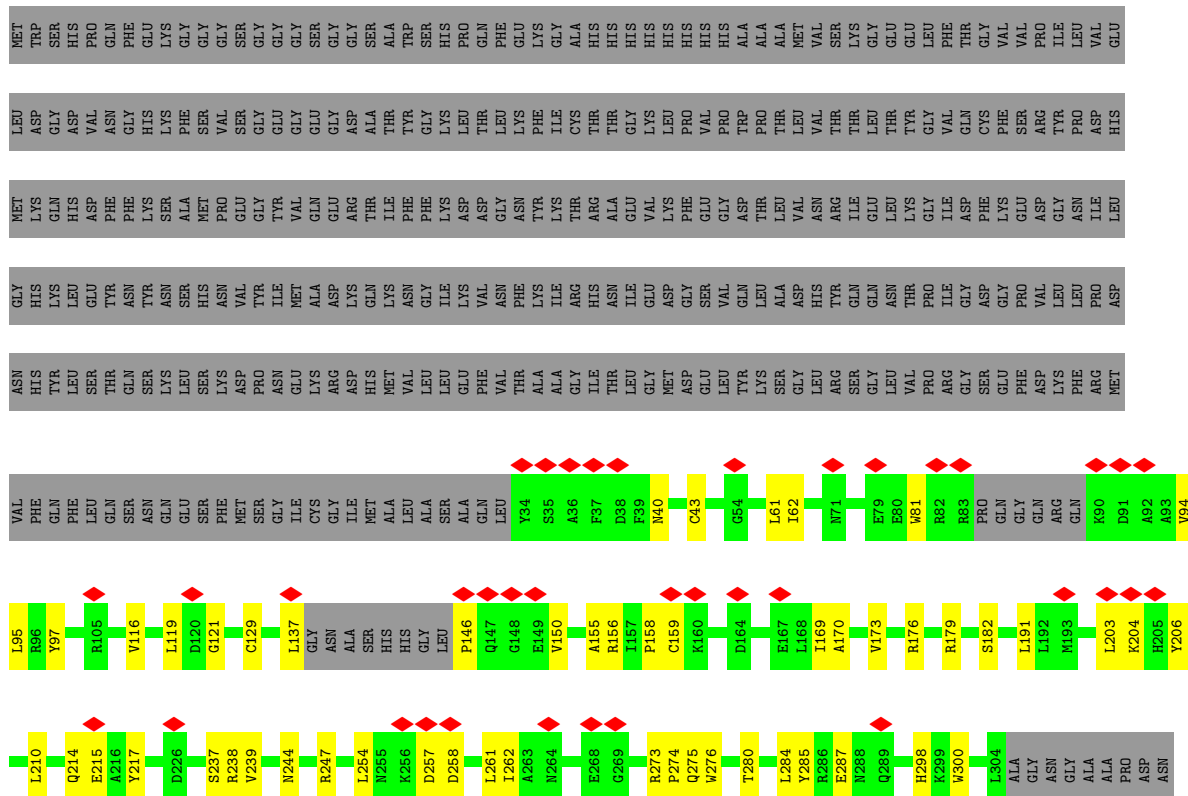 MET TRP SER HIS PRO GLN PHE GLU LYS GLY GLY GLY SER GLY GLY GLY SER GLY GLY SER ALA TRP SER HIS PRO GLN PHE GLU LYS GLY ALA HIS HIS HIS HIS HIS HIS HIS HIS ALA ALA ALA MET VAL SER LYS GLY GLU GLU LEU PHE THR GLY VAL VAL PRO ILE LEU VAL GLU
LEU ASP GLY ASP VAL ASN GLY HIS LYS PHE SER VAL SER GLY GLU GLY GLU GLY ASP ALA THR TYR GLY LYS LEU THR LEU LYS PHE ILE CYS THR THR GLY LYS LEU PRO VAL PRO TRP PRO THR LEU VAL THR THR LEU THR TYR GLY VAL GLN CYS PHE SER ARG TYR PRO ASP HIS
MET LYS GLN HIS ASP PHE PHE LYS SER ALA MET PRO GLU GLY TYR VAL GLN GLU ARG THR ILE PHE PHE LYS ASP ASP GLY ASN TYR LYS THR ARG ALA GLU VAL LYS PHE GLU GLY ASP THR LEU VAL ASN ARG ILE GLU LEU LYS GLY ILE ASP PHE LYS GLU ASP GLY ASN ILE LEU
GLY HIS LYS LEU GLU TYR ASN TYR ASN SER HIS ASN VAL TYR ILE MET ALA ASP LYS GLN LYS ASN GLY ILE LYS VAL ASN PHE LYS ILE ARG HIS ASN ILE GLU ASP GLY SER VAL GLN LEU ALA ASP HIS TYR GLN GLN ASN THR PRO ILE GLY ASP GLY PRO VAL LEU LEU PRO ASP
ASN HIS TYR LEU SER THR GLN SER LYS LEU SER LYS ASP PRO ASN GLU LYS ARG ASP HIS MET VAL LEU LEU GLU PHE VAL THR ALA ALA GLY ILE THR LEU GLY MET ASP GLU LEU TYR LYS SER GLY LEU ARG SER GLY LEU VAL PRO ARG GLY SER GLU PHE ASP LYS PHE ARG MET
VAL PHE GLN PHE LEU GLN SER ASN GLN GLU SER PHE MET SER GLY ILE CYS GLY ILE MET ALA LEU ALA SER ALA GLN LEU Y34 S35 A36 F37 D38 F39 N40 C43 G54 L61 I62 N71 E79 E80 W81 R82 R83 PRO GLN GLY GLN ARG GLN K90 D91 A92 A93 V94
L95 R96 Y97 R105 V116 L119 D120 G121 C129 L137 GLY ASN ALA SER HIS HIS GLY LEU P146 Q147 G148 E149 V150 A155 R156 I157 P158 C159 K160 D164 E167 L168 I169 A170 V173 R176 R179 S182 L191 L192 M193 L203 K204 H205 Y206
L210 Q214 E215 A216 Y217 D226 S237 R238 V239 N244 R247 L254 N255 K256 D257 D258 L261 I262 A263 N264 E268 G269 R273 P274 Q275 W276 T280 L284 Y285 R286 E287 N288 Q289 H298 K299 W300 L304 ALA GLY ASN GLY ALA ALA PRO ASP ASN